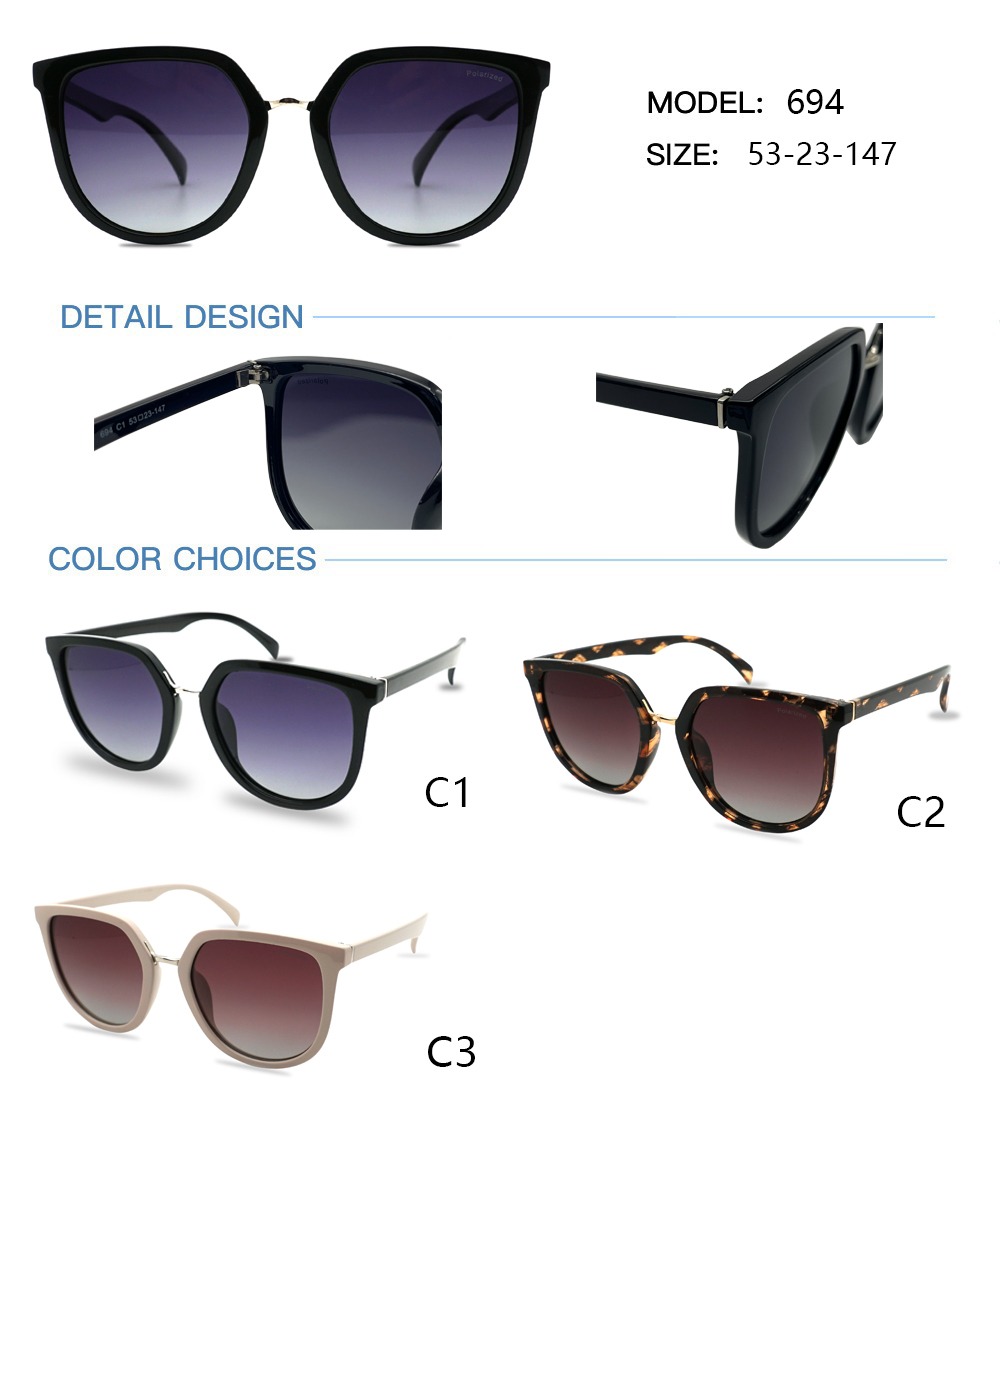 Polarized
MODEL: 694
SIZE: 53-23-147
DETAIL DESIGN
694 C1 53□23-147
COLOR CHOICES
C1
C2
C3